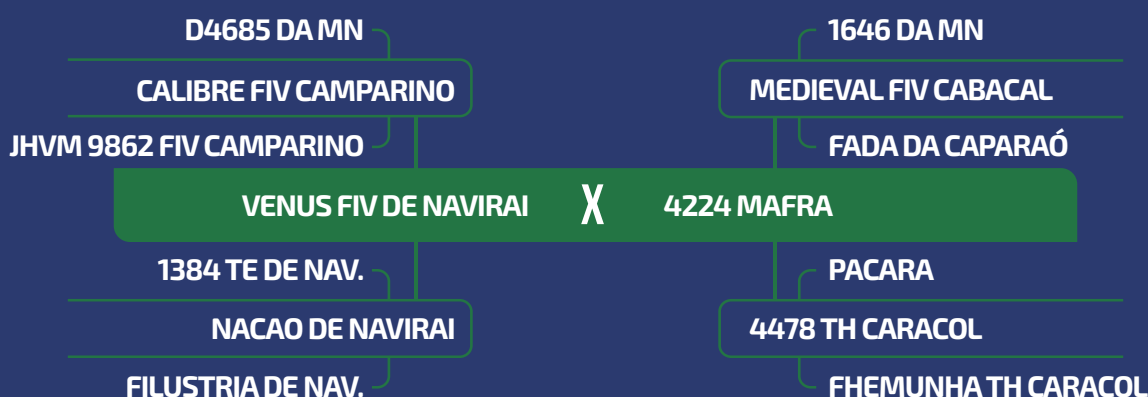 D4685 DA MN
CALIBRE FIV CAMPARINO
JHVM 9862 FIV CAMPARINO
1646 DA MN
MEDIEVAL FIV CABACAL
FADA DA CAPARAÓ
VENUS FIV DE NAVIRAI X 4224 MAFRA
1384 TE DE NAV.
NACAO DE NAVIRAI
FILUSTRIA DE NAV.
PACARA
4478 TH CARACOL
FHEMUNHA TH CARACOL